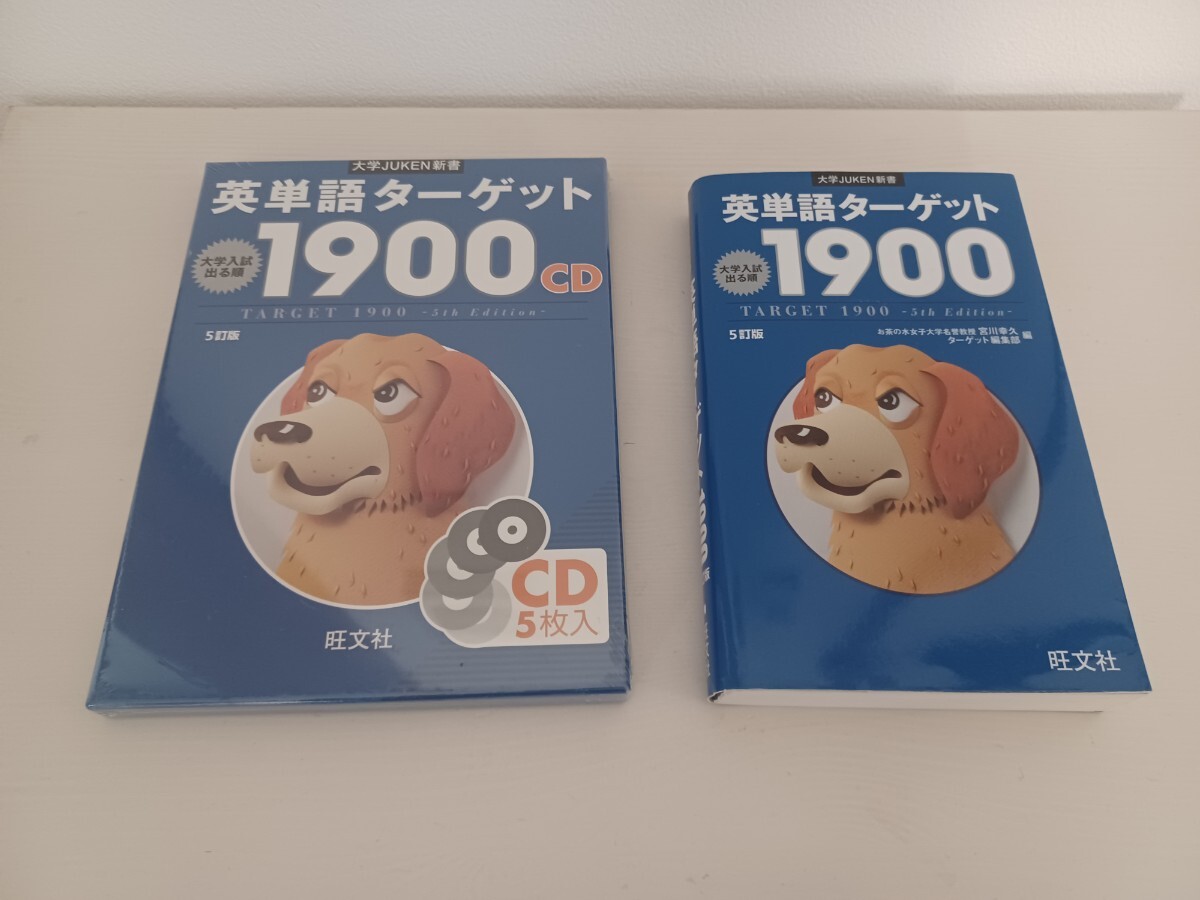 大学JUKEN新書
英単語ターゲット
大学入試
出る順
1900
CD
TARGET 1900 -5th Edition-
5訂版
CD
5枚入
旺文社
大学JUKEN新書
英単語ターゲット
大学入試
出る順
1900
TARGET 1900 -5th Edition-
5訂版
お茶の水女子大学名誉教授 宮川幸久
ターゲット編集部
編
旺文社